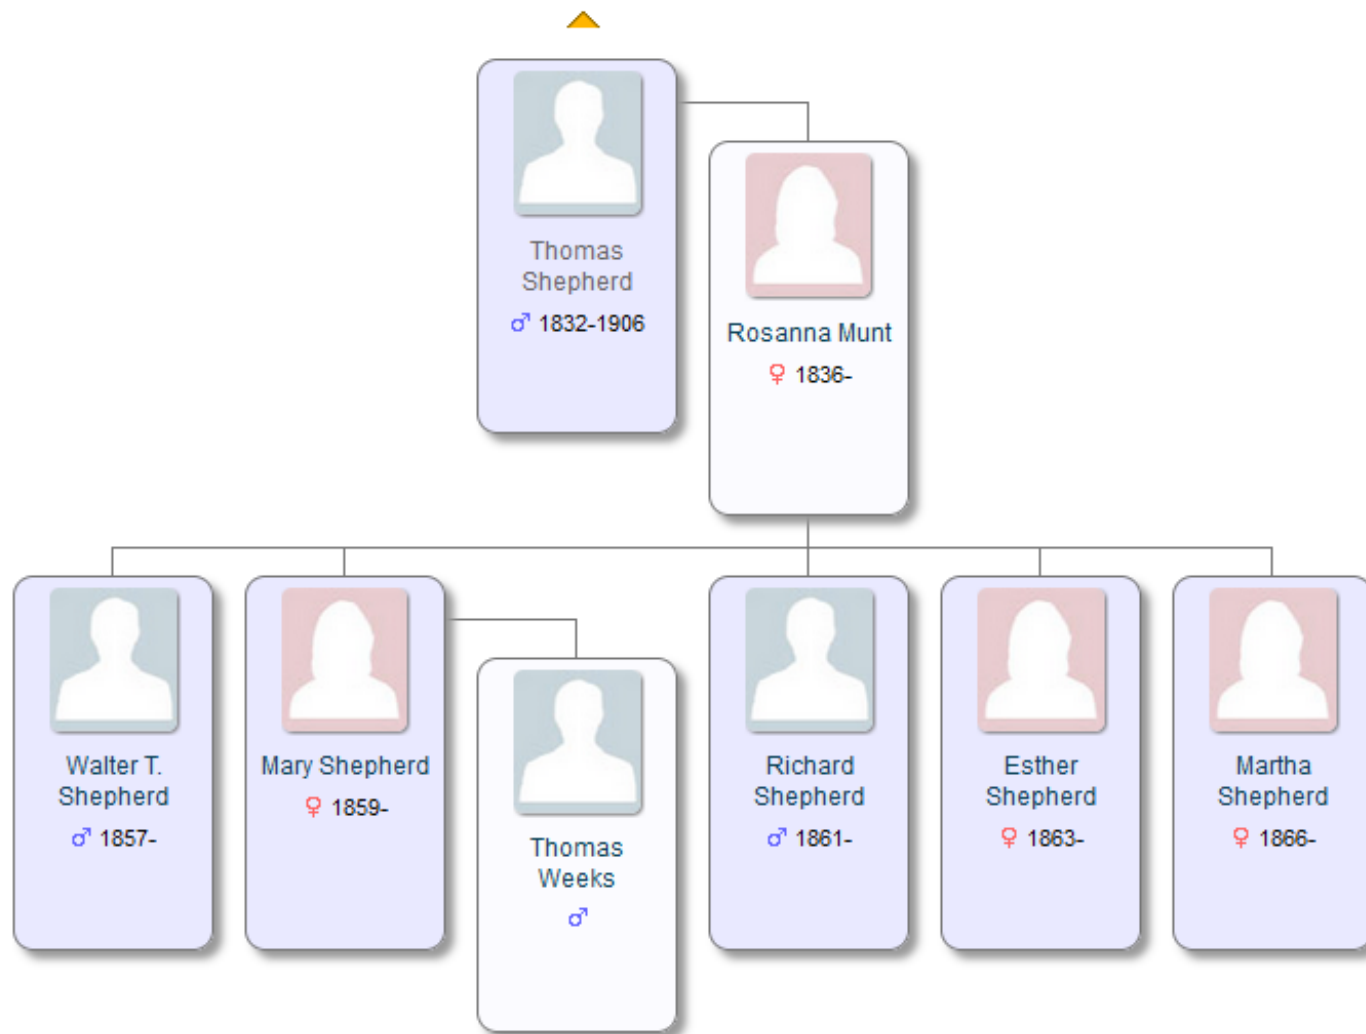 Thomas
Shepherd
♂ 1832-1906
Rosanna Munt
♀ 1836-
Walter T.
Shepherd
♂ 1857-
Mary Shepherd
♀ 1859-
Thomas
Weeks
♂
Richard
Shepherd
♂ 1861-
Esther
Shepherd
♀ 1863-
Martha
Shepherd
♀ 1866-